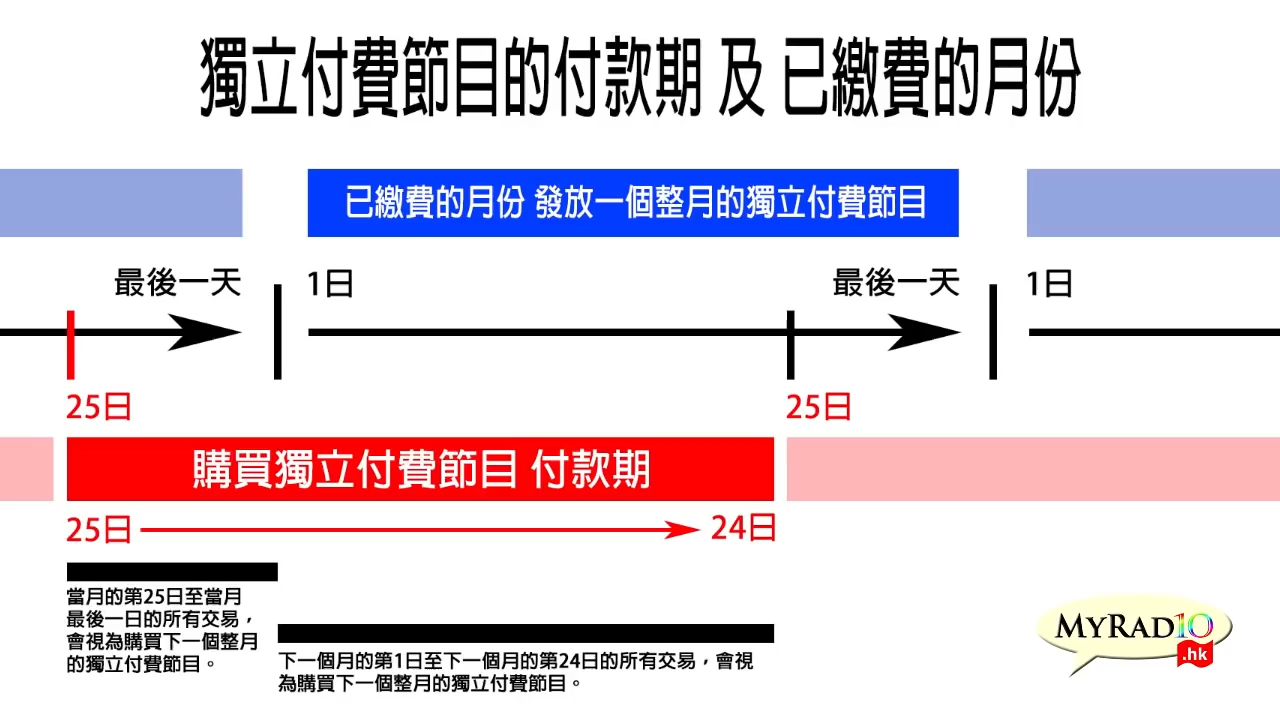 獨立付費節目的付款期 及 已繳費的月份
已繳費的月份 發放一個整月的獨立付費節目
最後一天
1日
最後一天
1日
25日
25日
購買獨立付費節目 付款期
25日
24日
當月的第25日至當月
最後一日的所有交易，
會視為購買下一個整月
的獨立付費節目。
下一個月的第1日至下一個月的第24日的所有交易，會視
為購買下一個整月的獨立付費節目。
MYRAD10
.hk